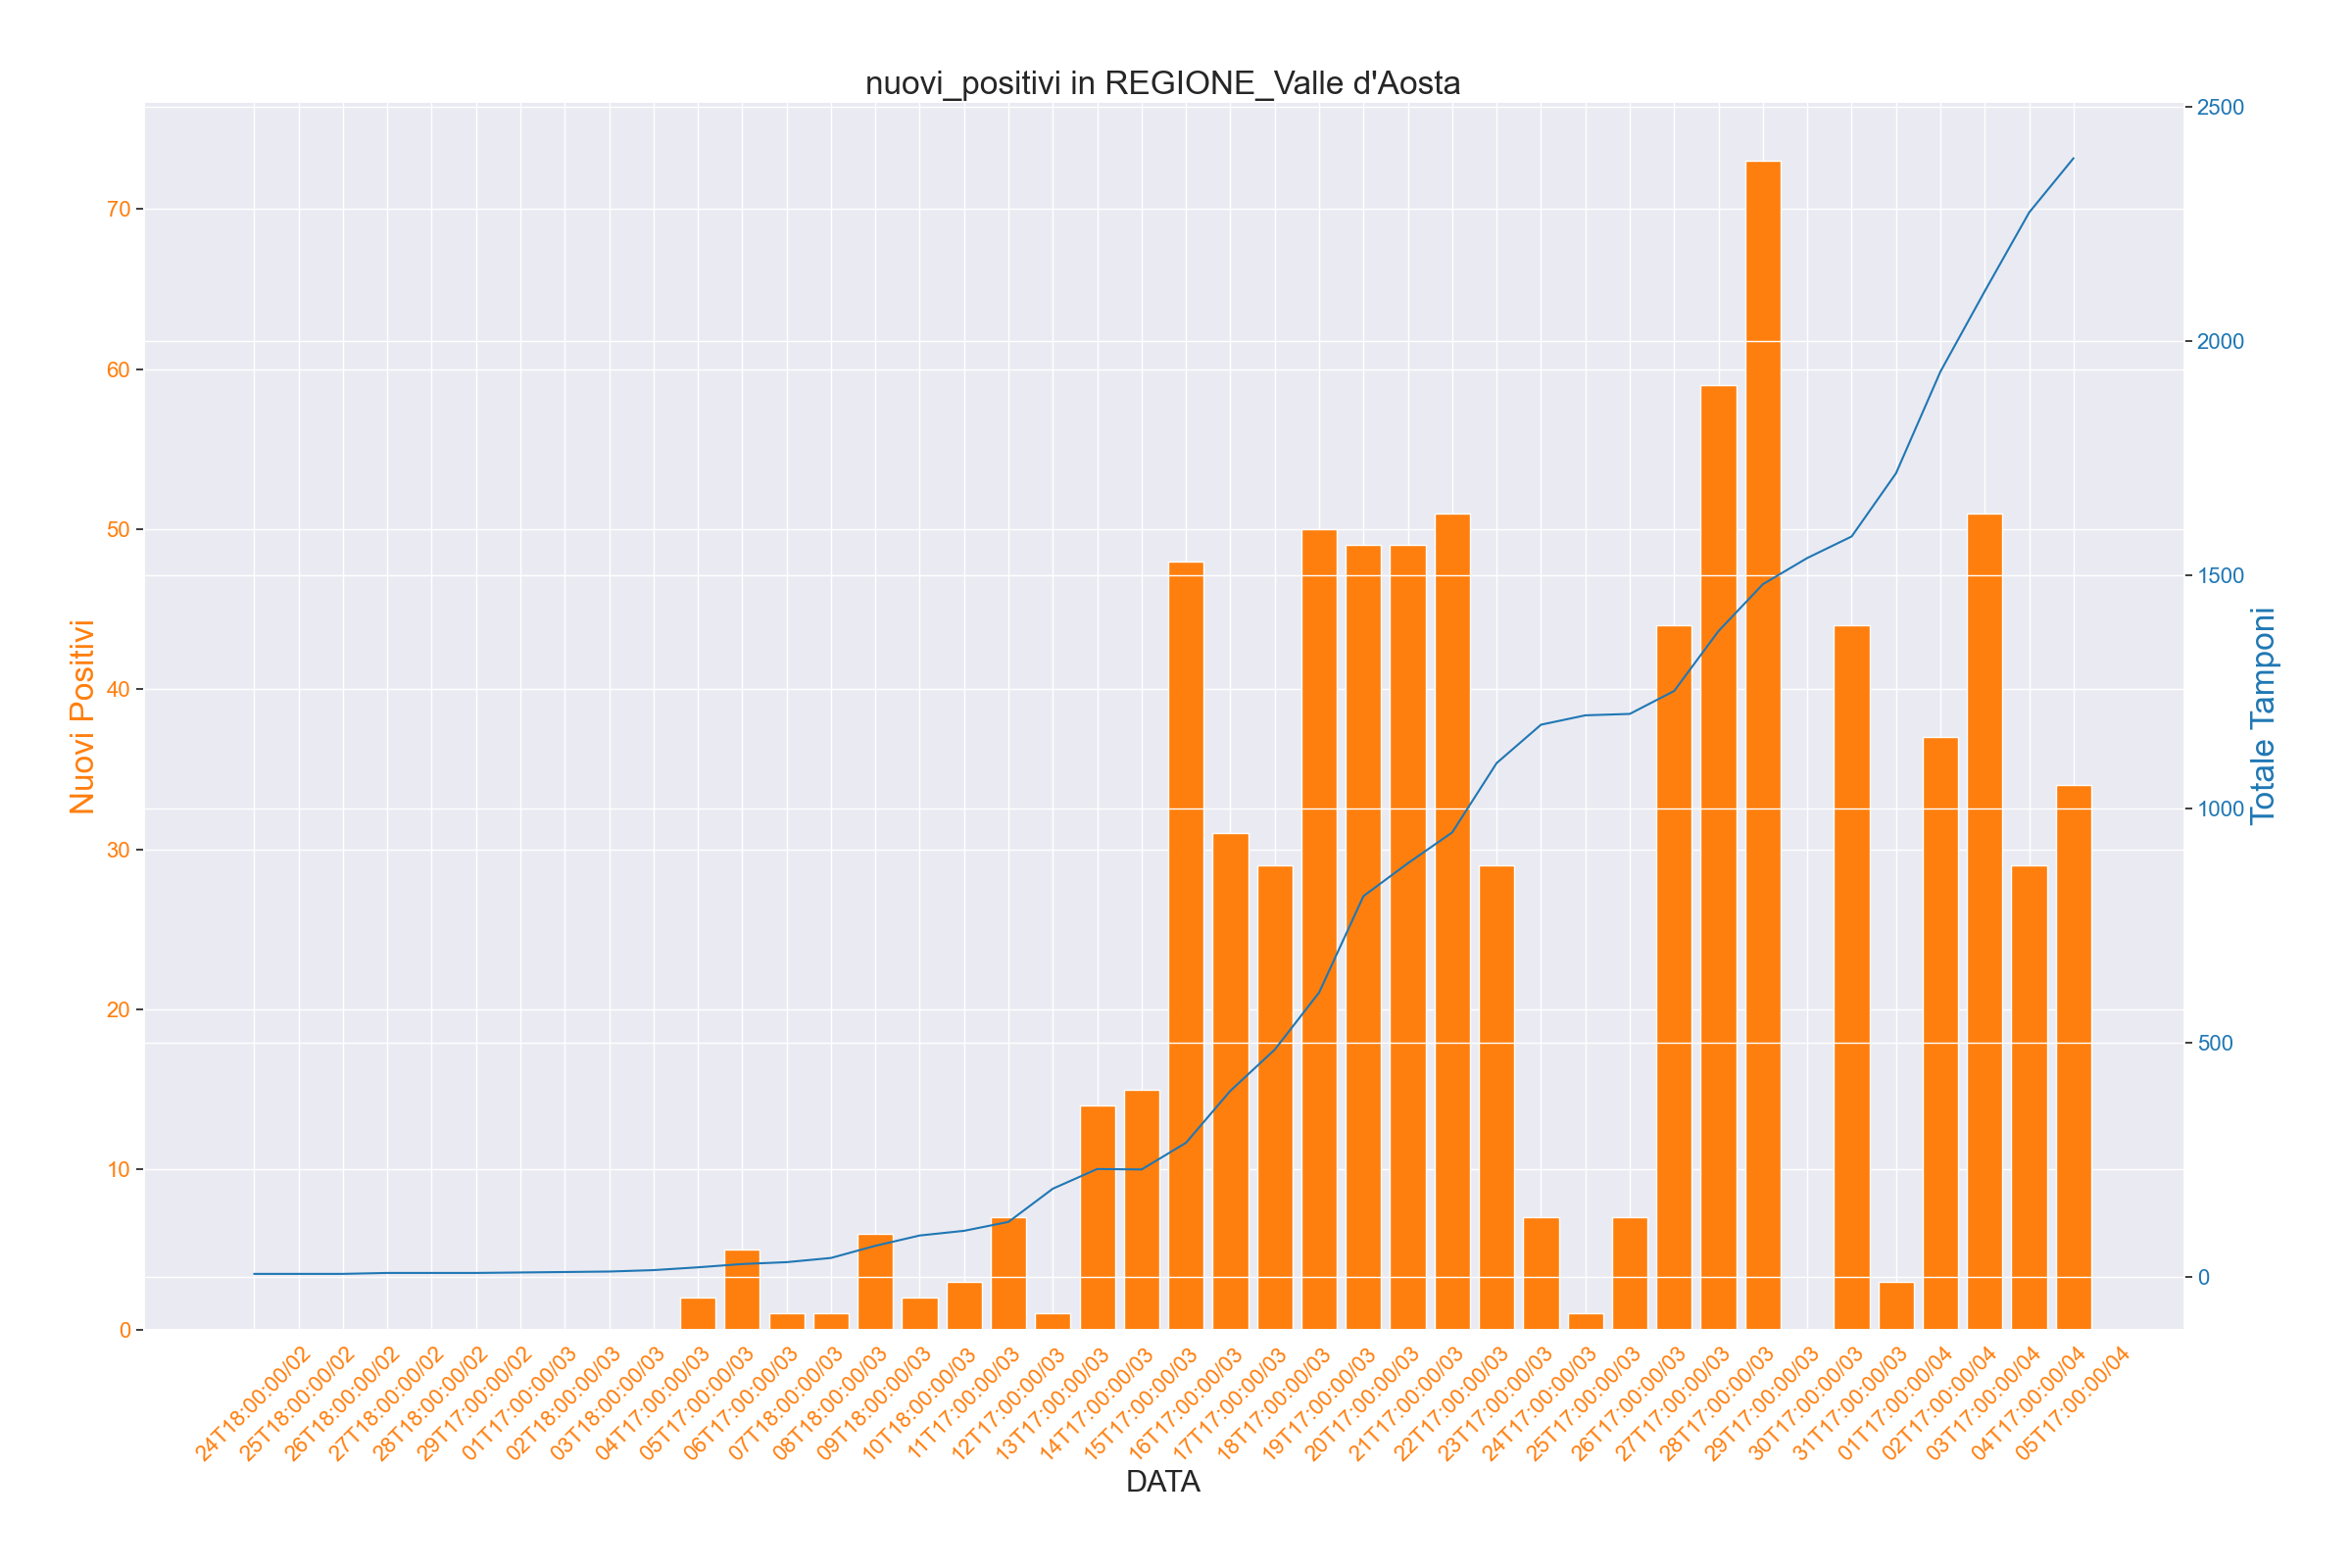 nuovi_positivi in REGIONE_Valle d'Aosta
Nuovi Positivi
70
60
50
40
30
20
10
0
2500
2000
1500
1000
500
0
Totale Tamponi
24T18:00:00/02
25T18:00:00/02
26T18:00:00/02
27T18:00:00/02
28T18:00:00/02
29T17:00:00/02
01T17:00:00/03
02T18:00:00/03
03T18:00:00/03
04T17:00:00/03
05T17:00:00/03
06T17:00:00/03
07T18:00:00/03
08T18:00:00/03
09T18:00:00/03
10T18:00:00/03
11T17:00:00/03
12T17:00:00/03
13T17:00:00/03
14T17:00:00/03
15T17:00:00/03
16T17:00:00/03
17T17:00:00/03
18T17:00:00/03
19T17:00:00/03
20T17:00:00/03
21T17:00:00/03
22T17:00:00/03
23T17:00:00/03
24T17:00:00/03
25T17:00:00/03
26T17:00:00/03
27T17:00:00/03
28T17:00:00/03
29T17:00:00/03
30T17:00:00/03
31T17:00:00/03
01T17:00:00/04
02T17:00:00/04
03T17:00:00/04
04T17:00:00/04
05T17:00:00/04
DATA